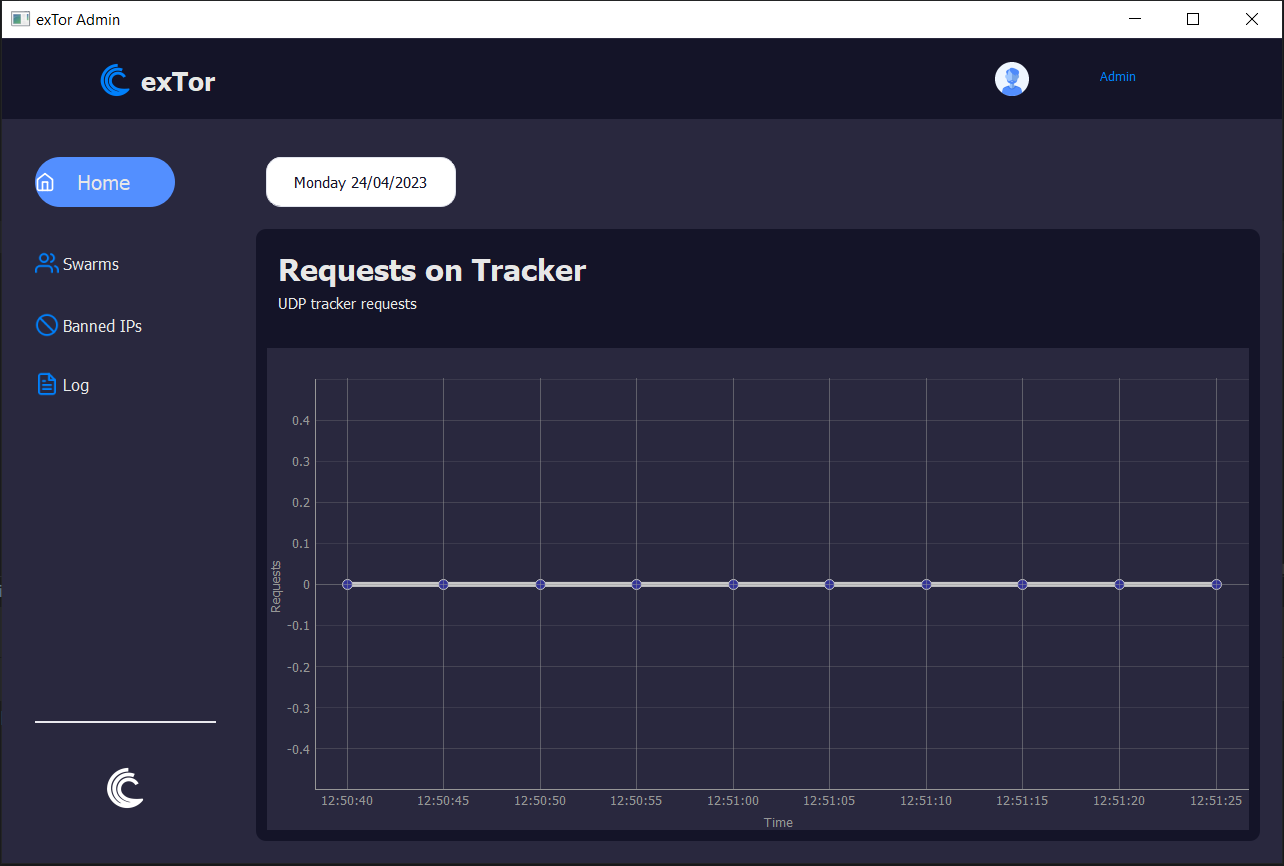 exTor Admin
exTor
Admin
Home
Monday 24/04/2023
Swarms
Banned IPs
Log
Requests on Tracker
UDP tracker requests
0.4
0.3
0.2
0.1
0
-0.1
-0.2
-0.3
-0.4
Requests
12:50:40 12:50:45 12:50:50 12:50:55 12:51:00 12:51:05 12:51:10 12:51:15 12:51:20 12:51:25
Time